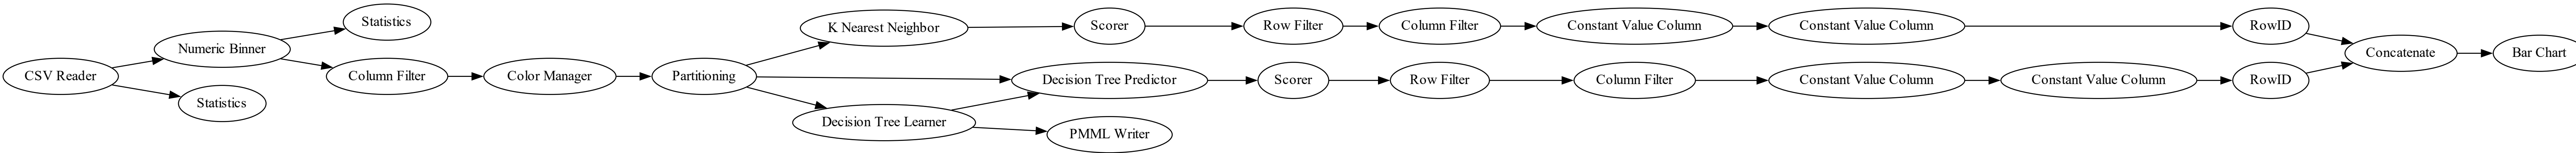 CSV Reader
Numeric Binner
Statistics
Statistics
Column Filter
Color Manager
Partitioning
K Nearest Neighbor
Decision Tree Learner
Decision Tree Predictor
PMML Writer
Scorer
Row Filter
Column Filter
Constant Value Column
Constant Value Column
RowID
Scorer
Row Filter
Column Filter
Constant Value Column
Constant Value Column
RowID
Concatenate
Bar Chart